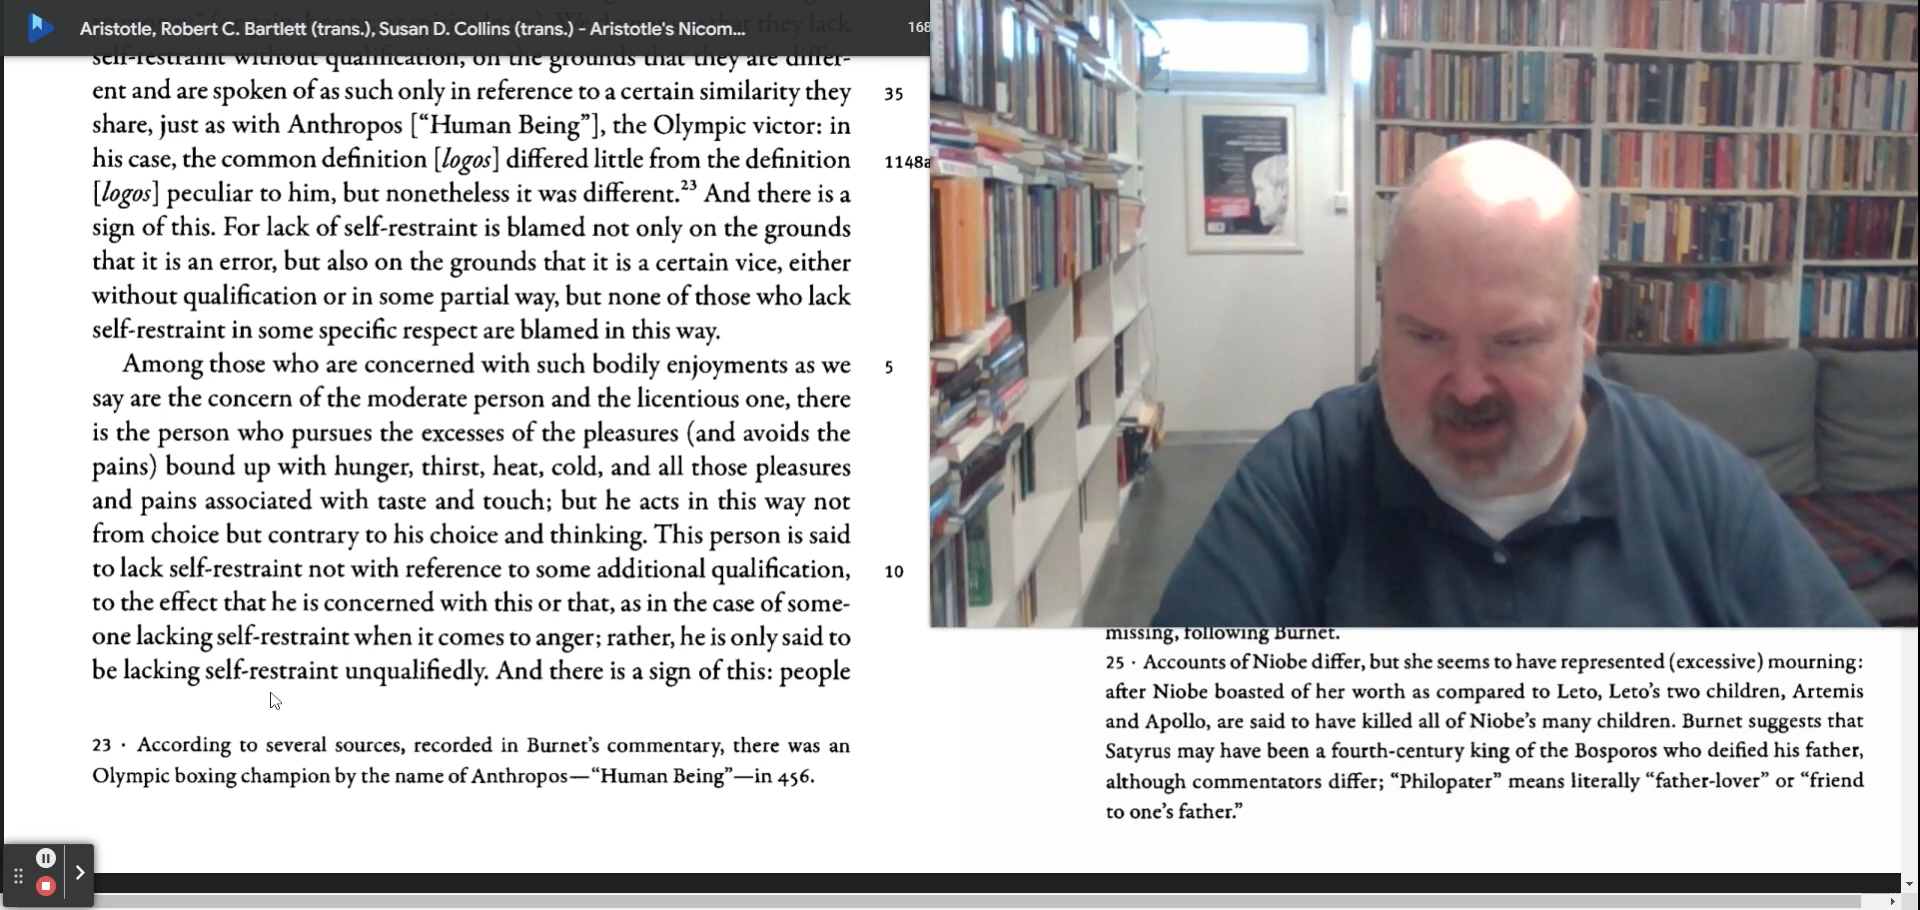 Aristotle, Robert C. Bartlett (trans.), Susan D. Collins (trans.) - Aristotle's Nicom...
168
self-restraint without qualification, on the grounds that they are differ-
ent and are spoken of as such only in reference to a certain similarity they
35
share, just as with Anthropos [“Human Being”], the Olympic victor: in
his case, the common definition [logos] differed little from the definition
1148a
[logos] peculiar to him, but nonetheless it was different.23 And there is a
sign of this. For lack of self-restraint is blamed not only on the grounds
that it is an error, but also on the grounds that it is a certain vice, either
without qualification or in some partial way, but none of those who lack
self-restraint in some specific respect are blamed in this way.
Among those who are concerned with such bodily enjoyments as we
5
say are the concern of the moderate person and the licentious one, there
is the person who pursues the excesses of the pleasures (and avoids the
pains) bound up with hunger, thirst, heat, cold, and all those pleasures
and pains associated with taste and touch; but he acts in this way not
from choice but contrary to his choice and thinking. This person is said
to lack self-restraint not with reference to some additional qualification,
10
to the effect that he is concerned with this or that, as in the case of some-
one lacking self-restraint when it comes to anger; rather, he is only said to
be lacking self-restraint unqualifiedly. And there is a sign of this: people
23 · According to several sources, recorded in Burnet’s commentary, there was an
Olympic boxing champion by the name of Anthropos—“Human Being”—in 456.
missing, following Burnet.
25 · Accounts of Niobe differ, but she seems to have represented (excessive) mourning:
after Niobe boasted of her worth as compared to Leto, Leto’s two children, Artemis
and Apollo, are said to have killed all of Niobe’s many children. Burnet suggests that
Satyrus may have been a fourth-century king of the Bosporos who deified his father,
although commentators differ; “Philopater” means literally “father-lover” or “friend
to one’s father.”